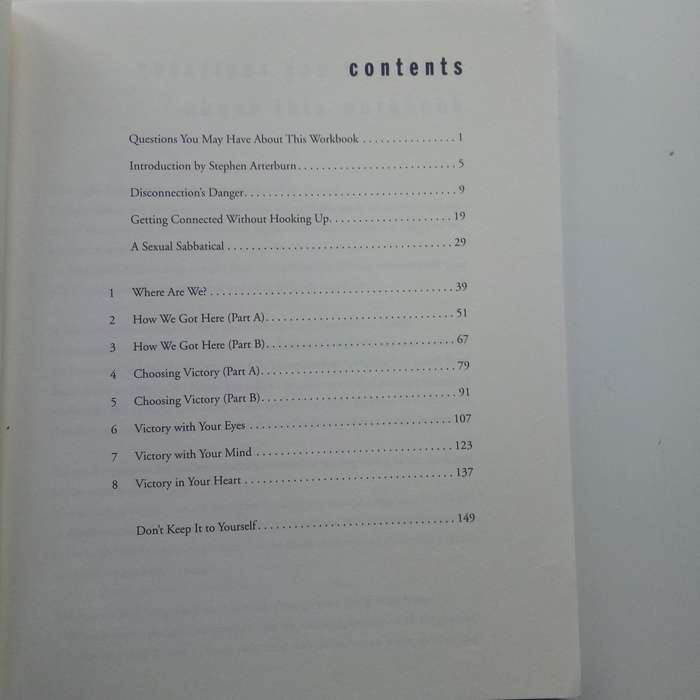 contents
Questions You May Have About This Workbook . . . . . . . . . . . . . . . 1
Introduction by Stephen Arterburn. . . . . . . . . . . . . . . . . . . . . . . . . . 5
Disconnection's Danger. . . . . . . . . . . . . . . . . . . . . . . . . . . . . . . . . . . 9
Getting Connected Without Hooking Up. . . . . . . . . . . . . . . . . . . . 19
A Sexual Sabbatical . . . . . . . . . . . . . . . . . . . . . . . . . . . . . . . . . . . . . 29
1 Where Are We? . . . . . . . . . . . . . . . . . . . . . . . . . . . . . . . . . . . . . . . . 39
2 How We Got Here (Part A). . . . . . . . . . . . . . . . . . . . . . . . . . . . . . . 51
3 How We Got Here (Part B). . . . . . . . . . . . . . . . . . . . . . . . . . . . . . . 67
4 Choosing Victory (Part A). . . . . . . . . . . . . . . . . . . . . . . . . . . . . . . . 79
5 Choosing Victory (Part B). . . . . . . . . . . . . . . . . . . . . . . . . . . . . . . . 91
6 Victory with Your Eyes . . . . . . . . . . . . . . . . . . . . . . . . . . . . . . . . . 107
7 Victory with Your Mind . . . . . . . . . . . . . . . . . . . . . . . . . . . . . . . . 123
8 Victory in Your Heart . . . . . . . . . . . . . . . . . . . . . . . . . . . . . . . . . . 137
Don't Keep It to Yourself. . . . . . . . . . . . . . . . . . . . . . . . . . . . . . . . 149